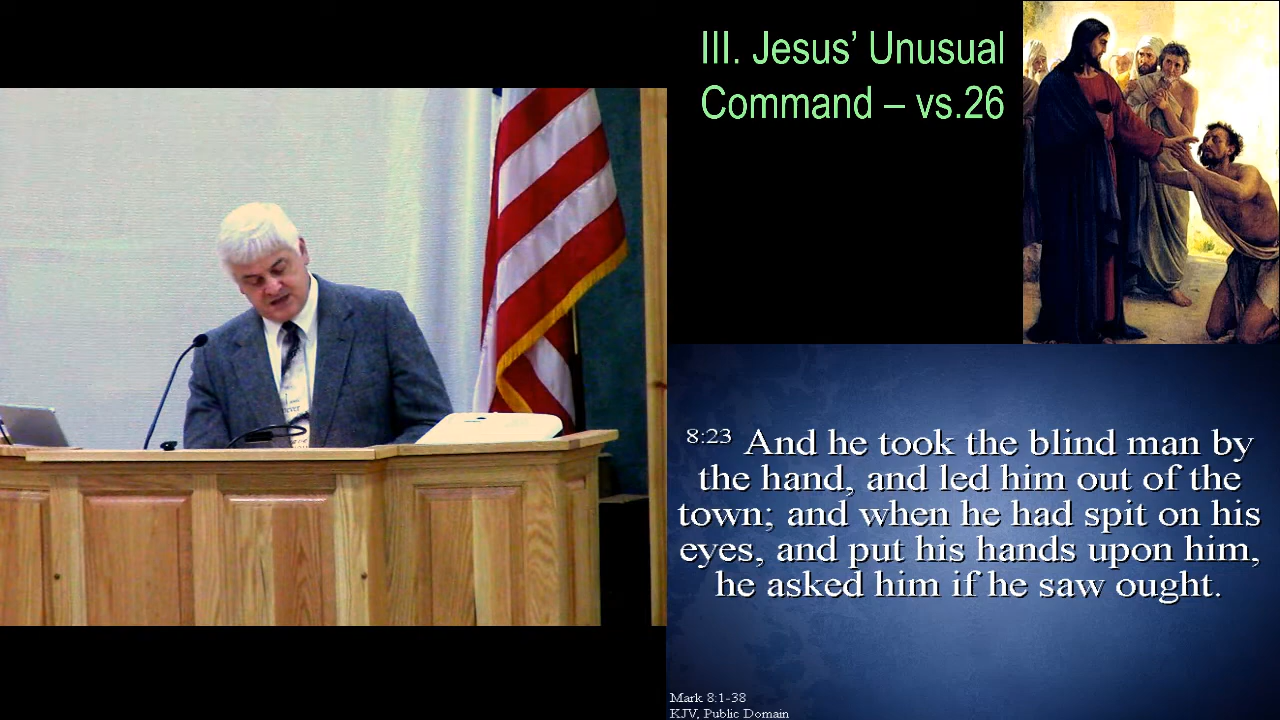 III. Jesus’ Unusual
Command – vs.26
8:23 And he took the blind man by
the hand, and led him out of the
town; and when he had spit on his
eyes, and put his hands upon him,
he asked him if he saw ought.
Mark 8:1-38
KJV, Public Domain